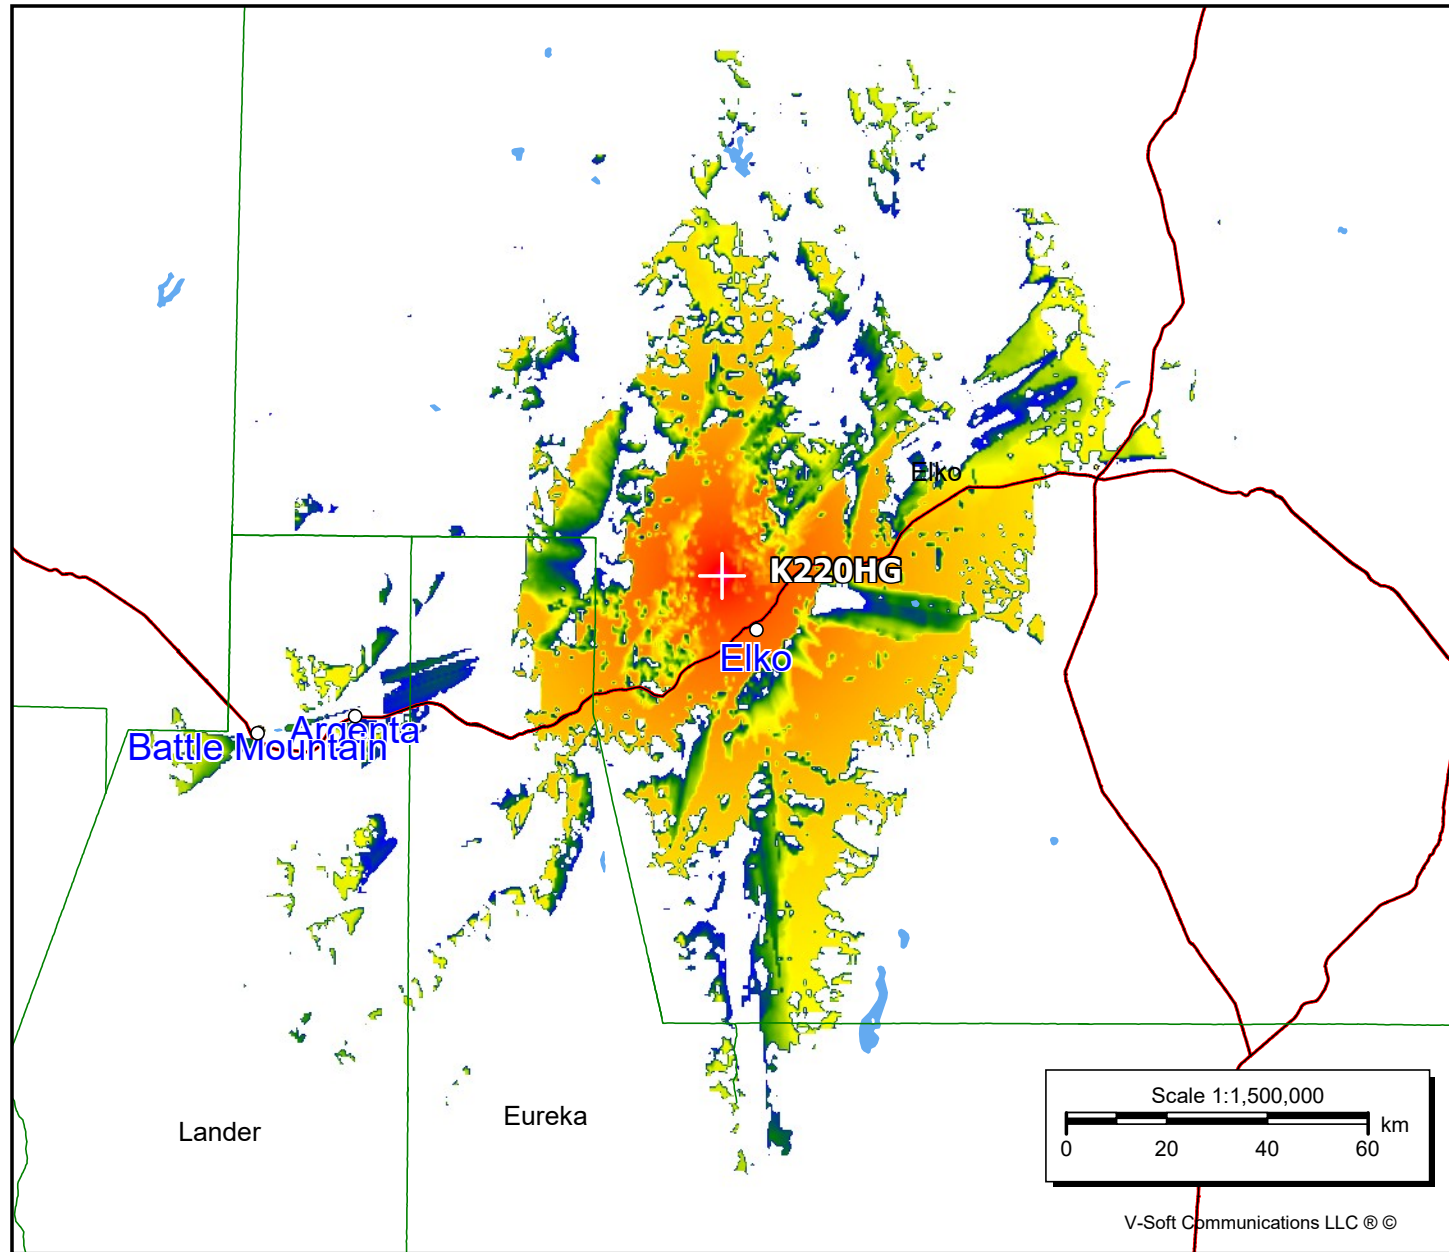 Elko
K220HG
Elko
Argenta
Battle Mountain
Eureka
Lander
Scale 1:1,500,000
km
0 20 40 60
V-Soft Communications LLC ® ©